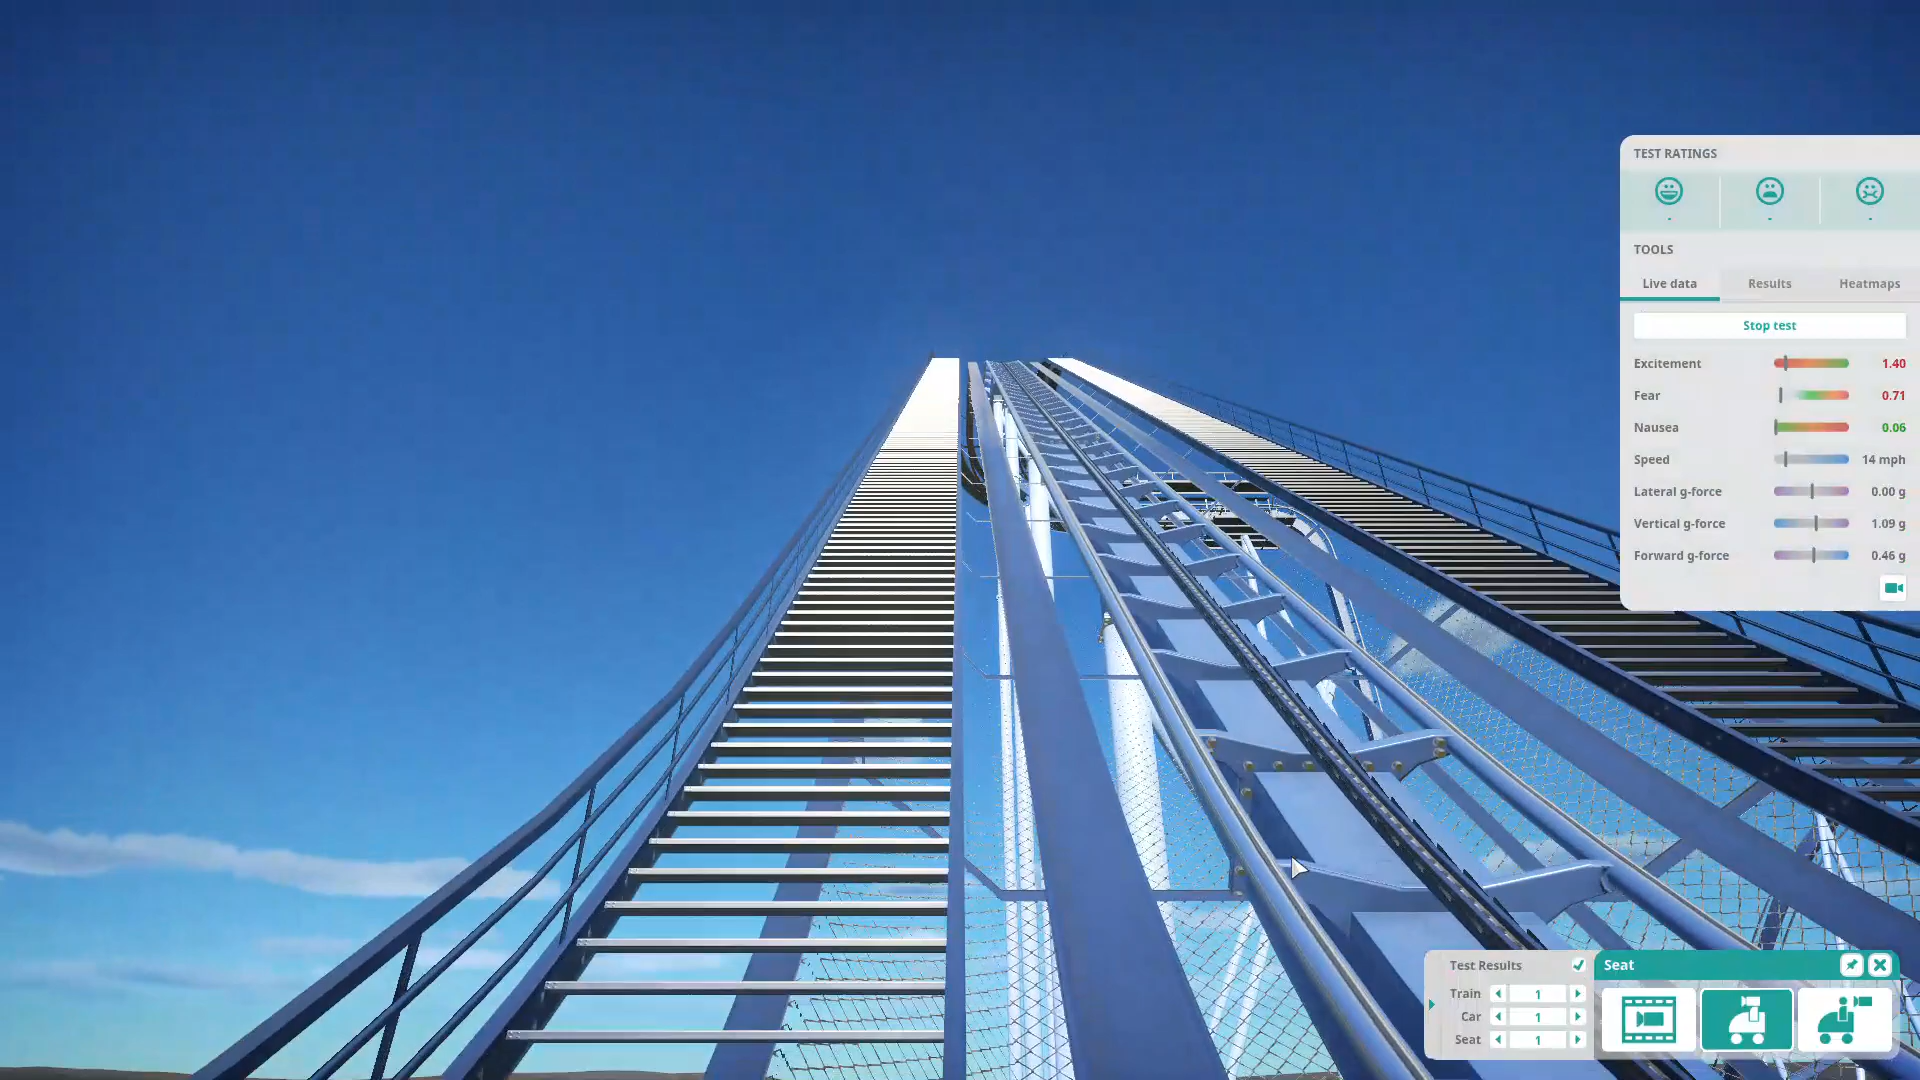 TEST RATINGS
- - -
TOOLS
Live data Results Heatmaps
Stop test
Excitement 1.40
Fear 0.71
Nausea 0.06
Speed 14 mph
Lateral g-force 0.00 g
Vertical g-force 1.09 g
Forward g-force 0.46 g
Test Results
Train 1
Car 1
Seat 1
Seat